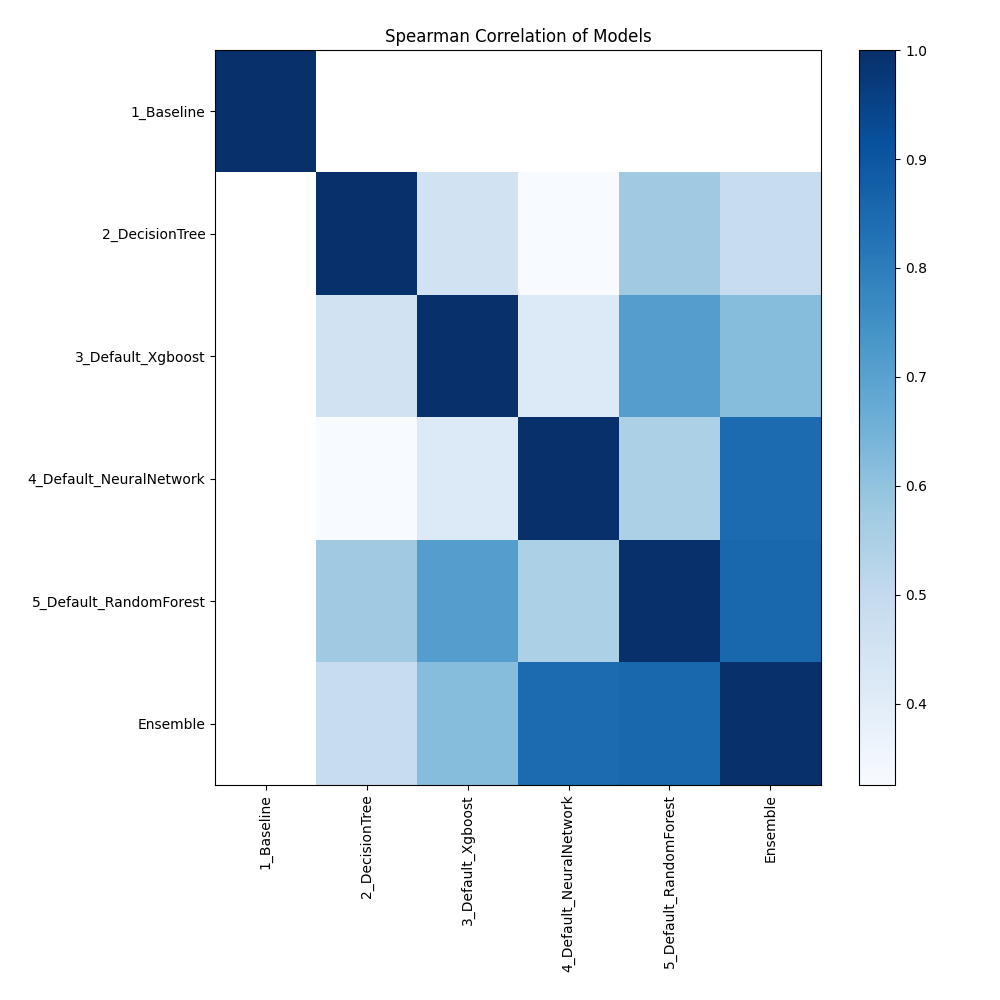 Spearman Correlation of Models
1_Baseline
2_DecisionTree
3_Default_Xgboost
4_Default_NeuralNetwork
5_Default_RandomForest
Ensemble
1_Baseline
2_DecisionTree
3_Default_Xgboost
4_Default_NeuralNetwork
5_Default_RandomForest
Ensemble
1.0
0.9
0.8
0.7
0.6
0.5
0.4